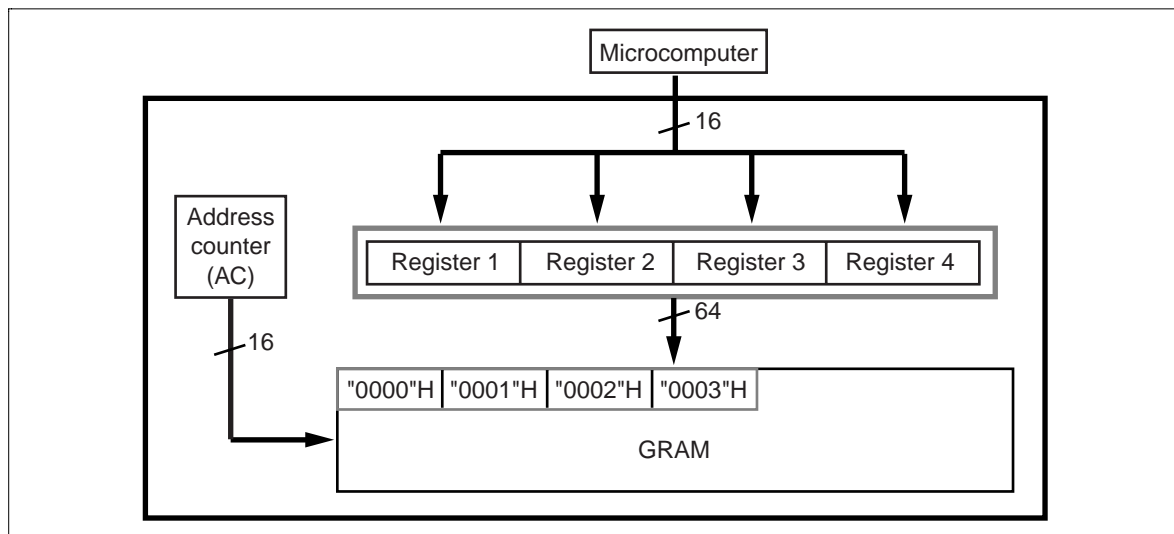 Microcomputer
16
Address
counter
(AC)
Register 1 Register 2 Register 3 Register 4
64
16
"0000"H "0001"H "0002"H "0003"H
GRAM